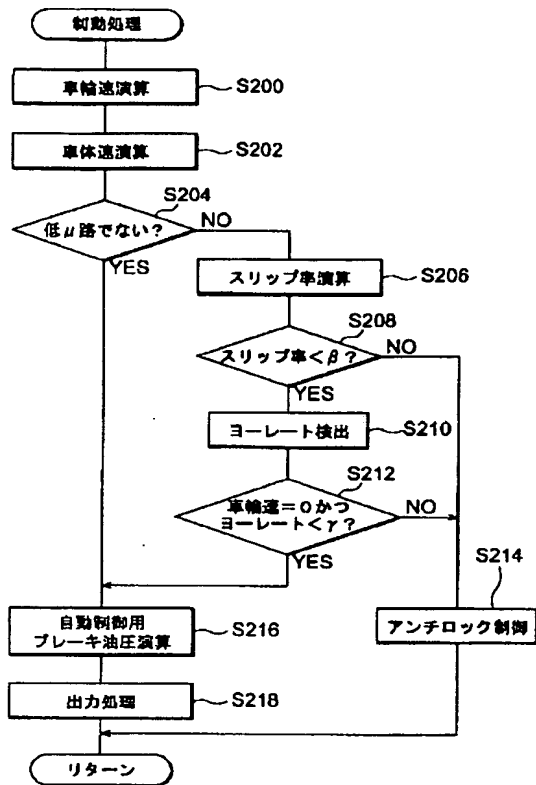 制動処理
車輪速演算
S200
車体速演算
S202
S204
低μ路でない？
NO
YES
スリップ率演算
S206
S208
スリップ率＜β？
NO
YES
ヨーレート検出
S210
S212
車輪速＝0かつ
ヨーレート＜γ？
NO
YES
S214
自動制御用
ブレーキ油圧演算
S216
アンチロック制御
出力処理
S218
リターン